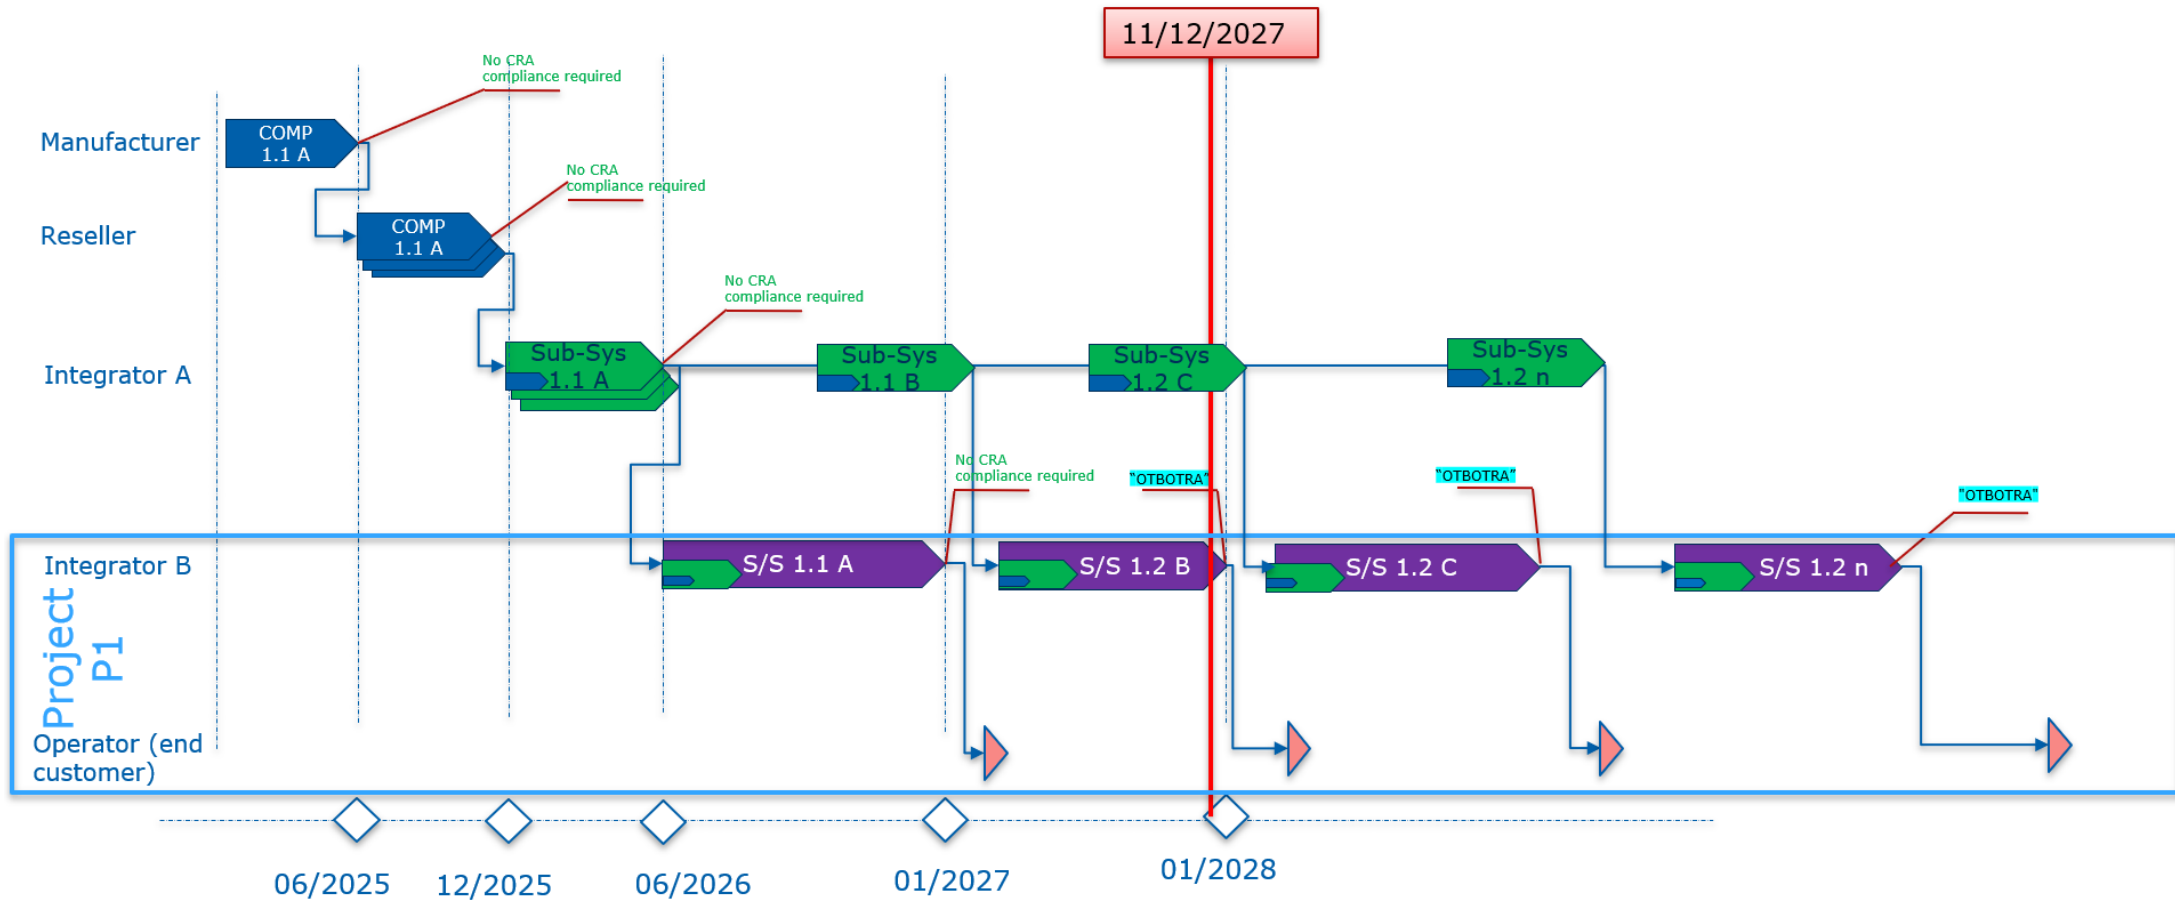 11/12/2027
No CRA
compliance required
Manufacturer
COMP
1.1 A
No CRA
compliance required
Reseller
COMP
1.1 A
No CRA
compliance required
Integrator A
Sub-Sys
1.1 A
Sub-Sys
1.1 B
Sub-Sys
1.2 C
Sub-Sys
1.2 n
No CRA
compliance required
"OTBOTRA"
"OTBOTRA"
"OTBOTRA"
Integrator B
S/S 1.1 A
S/S 1.2 B
S/S 1.2 C
S/S 1.2 n
Project
P1
Operator (end
customer)
06/2025
12/2025
06/2026
01/2027
01/2028